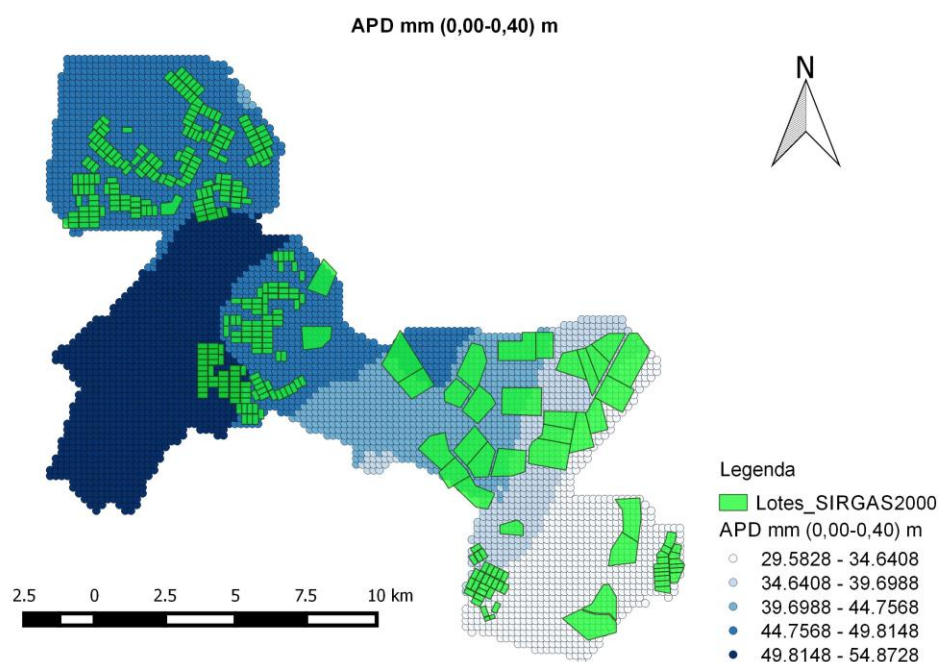 APD mm (0,00-0,40) m
N
Legenda
Lotes_SIRGAS2000
APD mm (0,00-0,40) m
29.5828 - 34.6408
34.6408 - 39.6988
39.6988 - 44.7568
44.7568 - 49.8148
49.8148 - 54.8728
2.5 0 2.5 5 7.5 10 km